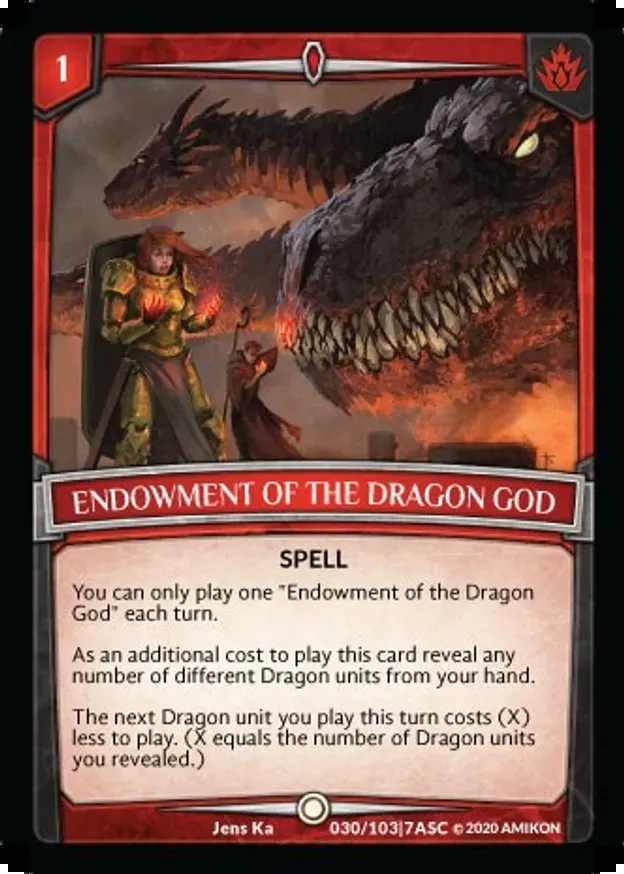 1
ENDOWMENT OF THE DRAGON GOD
SPELL
You can only play one "Endowment of the Dragon
God" each turn.
As an additional cost to play this card reveal any
number of different Dragon units from your hand.
The next Dragon unit you play this turn costs (X)
less to play. (X equals the number of Dragon units
you revealed.)
Jens Ka 030/103|7ASC © 2020 AMIKON